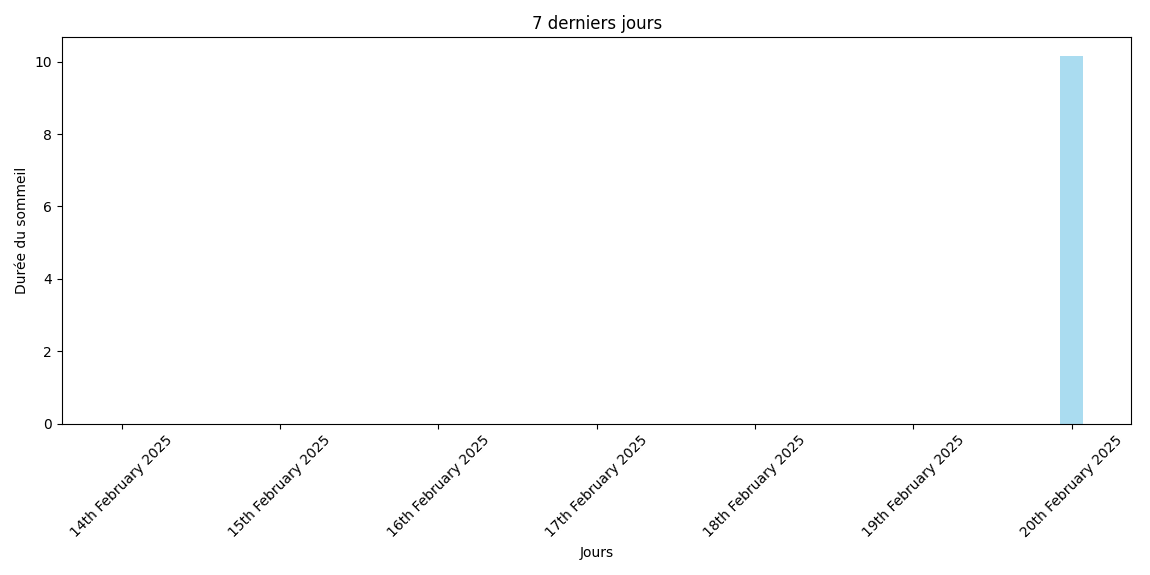 7 derniers jours
Durée du sommeil
10
8
6
4
2
0
14th February 2025
15th February 2025
16th February 2025
17th February 2025
18th February 2025
19th February 2025
20th February 2025
Jours